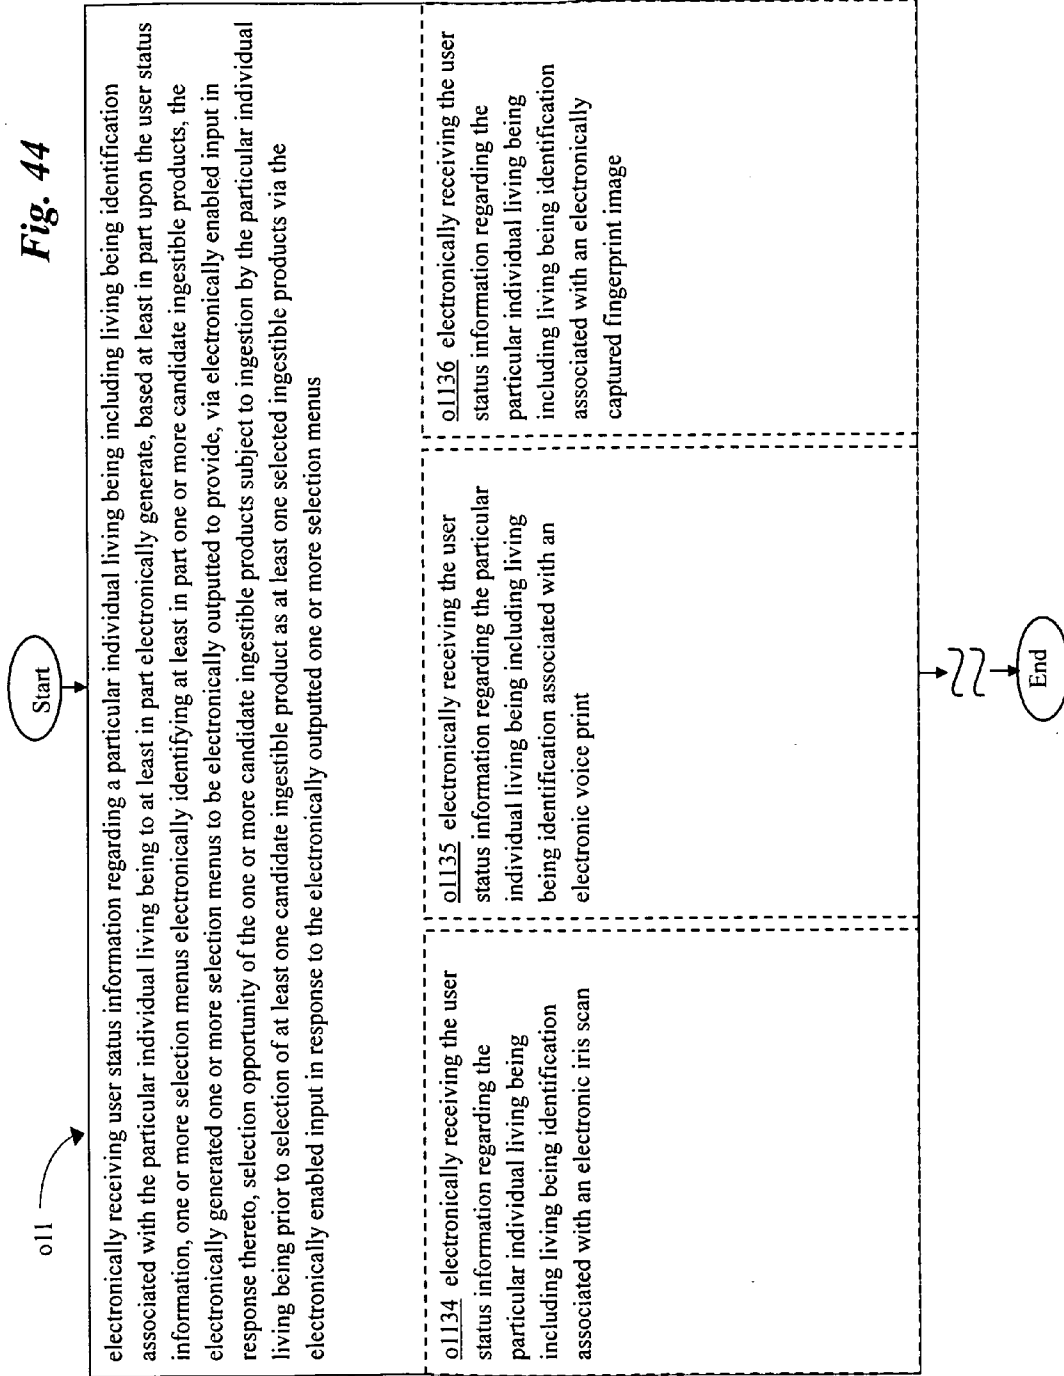 Fig. 44
Start
o11
electronically receiving user status information regarding a particular individual living being including living being identification
associated with the particular individual living being to at least in part electronically generate, based at least in part upon the user status
information, one or more selection menus electronically identifying at least in part one or more candidate ingestible products, the
electronically generated one or more selection menus to be electronically outputted to provide, via electronically enabled input in
response thereto, selection opportunity of the one or more candidate ingestible products subject to ingestion by the particular individual
living being prior to selection of at least one candidate ingestible product as at least one selected ingestible products via the
electronically enabled input in response to the electronically outputted one or more selection menus
o1134 electronically receiving the user
status information regarding the
particular individual living being
including living being identification
associated with an electronic iris scan
o1135 electronically receiving the user
status information regarding the particular
individual living being including living
being identification associated with an
electronic voice print
o1136 electronically receiving the user
status information regarding the
particular individual living being
including living being identification
associated with an electronically
captured fingerprint image
End